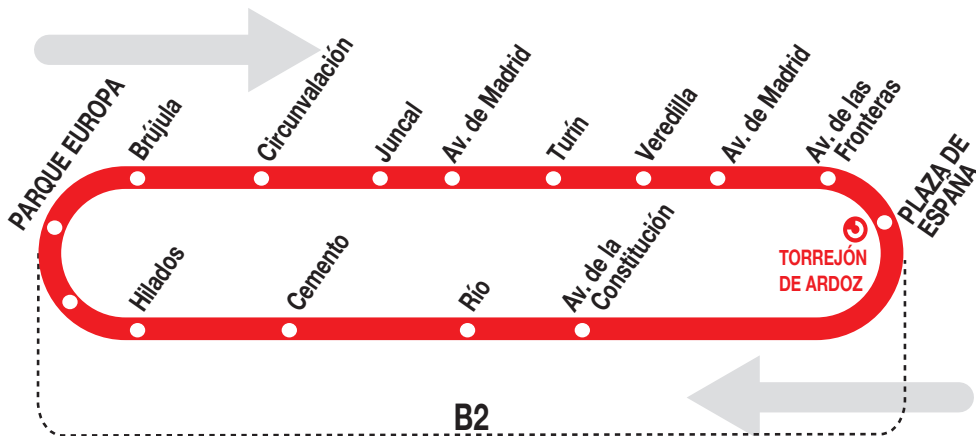 PARQUE EUROPA
Brújula
Circunvalación
Juncal
Av. de Madrid
Turín
Veredilla
Av. de Madrid
Av. de las
Fronteras
PLAZA DE
ESPAÑA
TORREJÓN
DE ARDOZ
Hilados
Cemento
Río
Av. de la
Constitución
B2